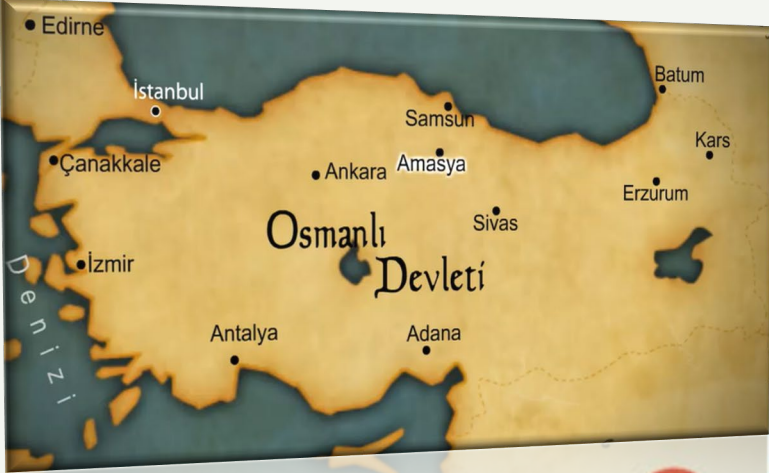 Edirne
İstanbul
Batum
Samsun
Kars
Çanakkale
Ankara
Amasya
Erzurum
Sivas
Osmanlı
Devleti
İzmir
Denizi
Antalya
Adana